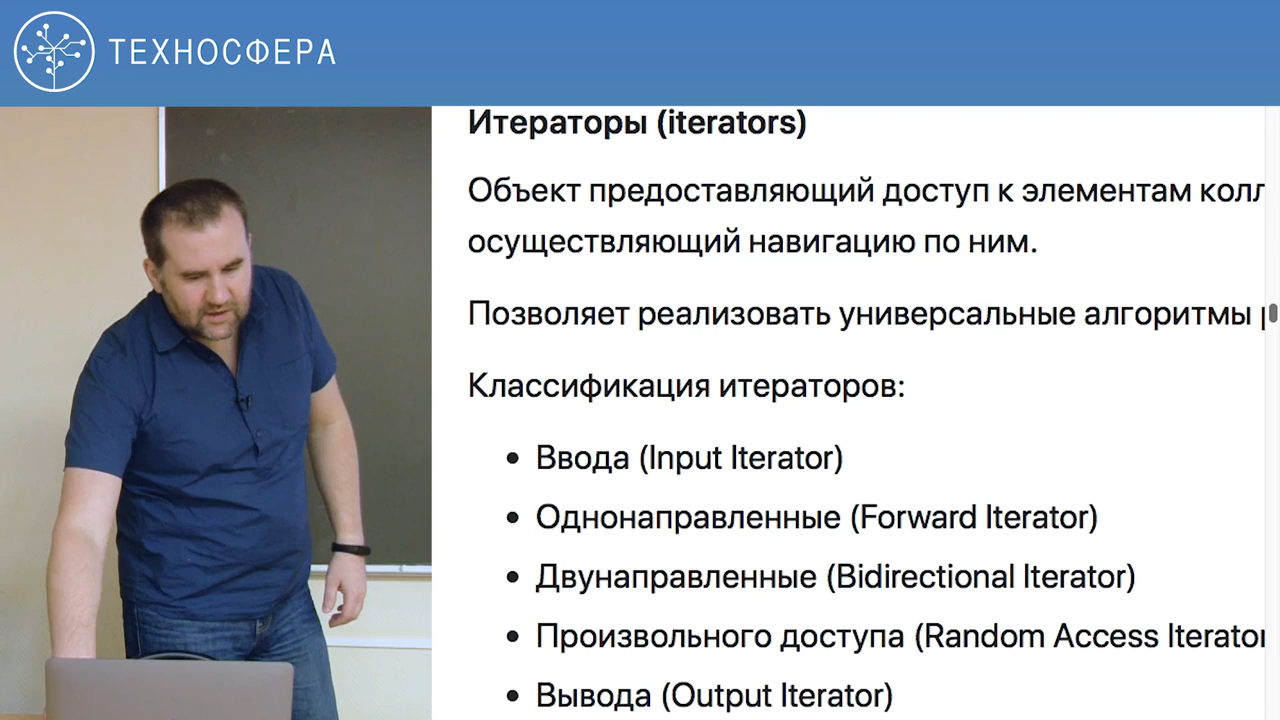 ТЕХНОСФЕРА
Итераторы (iterators)
Объект предоставляющий доступ к элементам колл
осуществляющий навигацию по ним.
Позволяет реализовать универсальные алгоритмы
Классификация итераторов:
• Ввода (Input Iterator)
• Однонаправленные (Forward Iterator)
• Двунаправленные (Bidirectional Iterator)
• Произвольного доступа (Random Access Iterator
• Вывода (Output Iterator)